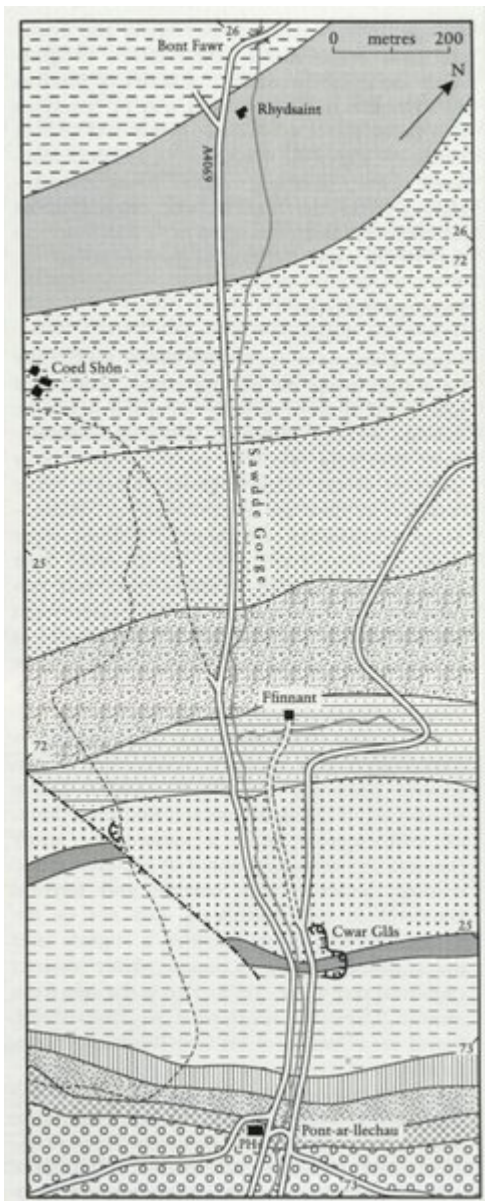 26
Bont Fawr
0 metres 200
N
Rhydsaint
A4069
26
72
Coed Shôn
Sawdde Gorge
25
Ffinnant
72
Cwar Glâs
25
73
Pont-ar-llechau
PH
73